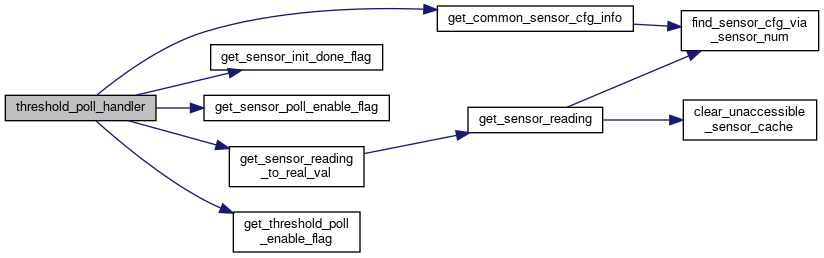 get_common_sensor_cfg_info
find_sensor_cfg_via
_sensor_num
get_sensor_init_done_flag
threshold_poll_handler
get_sensor_poll_enable_flag
get_sensor_reading
clear_unaccessible
_sensor_cache
get_sensor_reading
_to_real_val
get_threshold_poll
_enable_flag